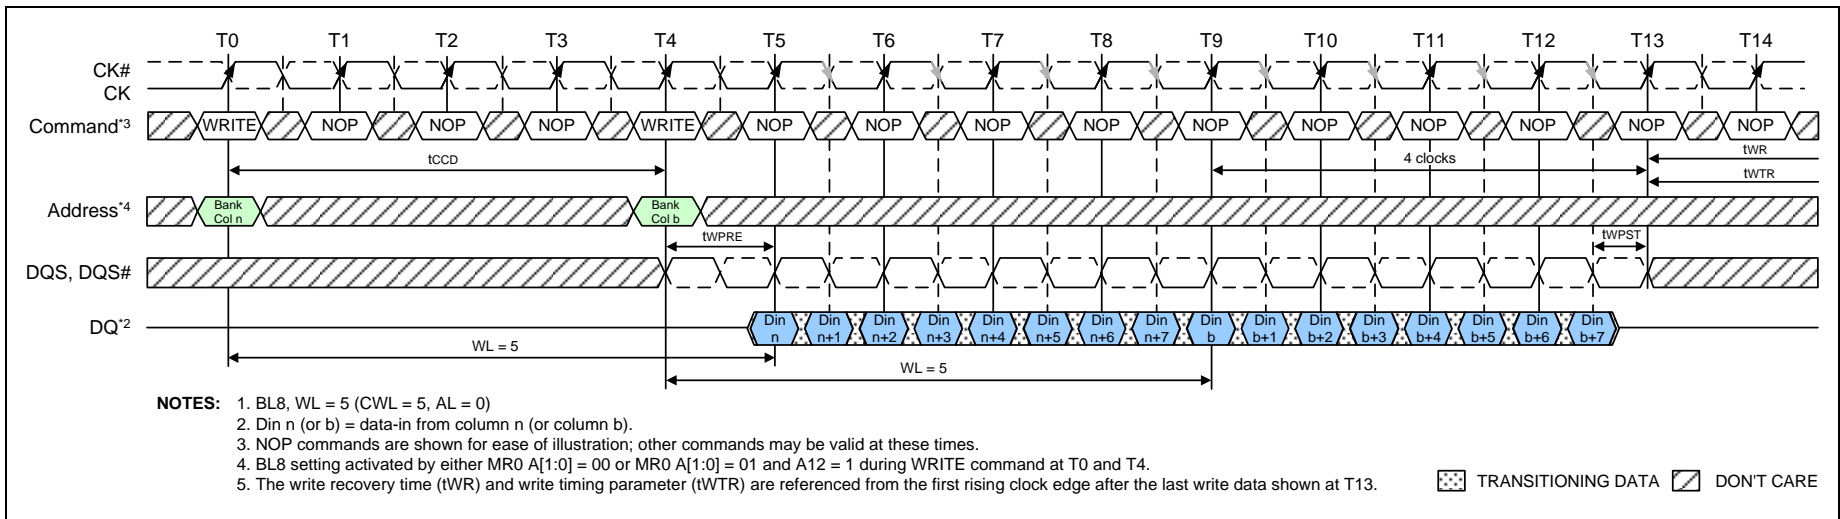 T0 T1 T2 T3 T4 T5 T6 T7 T8 T9 T10 T11 T12 T13 T14
CK#
CK
Command*3 WRITE NOP NOP NOP WRITE NOP NOP NOP NOP NOP NOP NOP NOP NOP NOP
tCCD 4 clocks tWR
tWTR
Address*4 Bank Col n Bank Col b
tWPRE tWPST
DQS, DQS#
DQ*2 Din n Din n+1 Din n+2 Din n+3 Din n+4 Din n+5 Din n+6 Din n+7 Din b Din b+1 Din b+2 Din b+3 Din b+4 Din b+5 Din b+6 Din b+7
WL = 5
WL = 5
NOTES: 1. BL8, WL = 5 (CWL = 5, AL = 0)
2. Din n (or b) = data-in from column n (or column b).
3. NOP commands are shown for ease of illustration; other commands may be valid at these times.
4. BL8 setting activated by either MR0 A[1:0] = 00 or MR0 A[1:0] = 01 and A12 = 1 during WRITE command at T0 and T4.
5. The write recovery time (tWR) and write timing parameter (tWTR) are referenced from the first rising clock edge after the last write data shown at T13.
TRANSITIONING DATA DON'T CARE